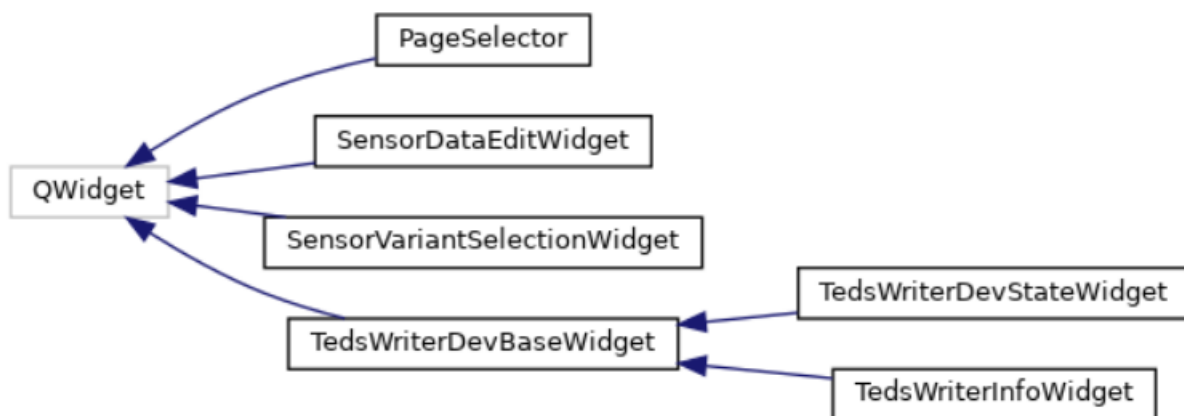 PageSelector
SensorDataEditWidget
QWidget
SensorVariantSelectionWidget
TedsWriterDevStateWidget
TedsWriterDevBaseWidget
TedsWriterInfoWidget